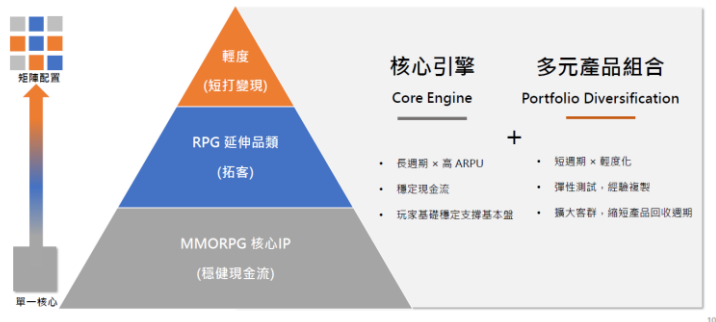 矩陣配置
單一核心
輕度
(短打變現)
RPG 延伸品類
(拓客)
MMORPG 核心IP
(穩健現金流)
核心引擎
Core Engine
• 長週期 × 高 ARPU
• 穩定現金流
• 玩家基礎穩定支撐基本盤
+
多元產品組合
Portfolio Diversification
• 短週期 × 輕度化
• 彈性測試，經驗複製
• 擴大客群，縮短產品回收週期
10